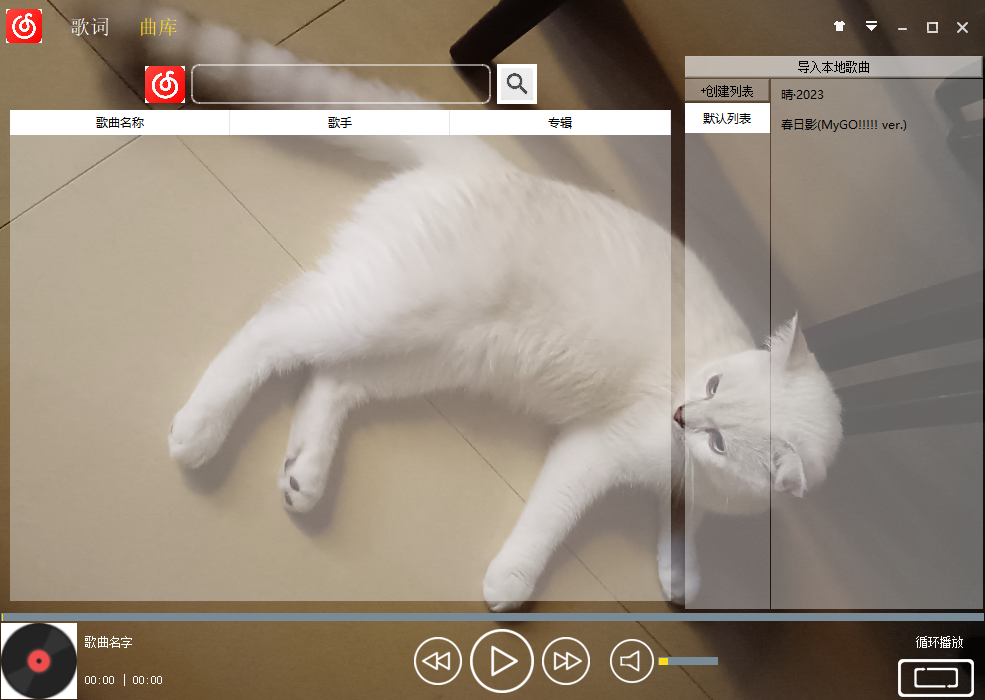 歌词 曲库
导入本地歌曲
+创建列表
默认列表
晴·2023
春日影(MyGO!!!!! ver.)
歌曲名称 歌手 专辑
歌曲名字
00:00 | 00:00
循环播放